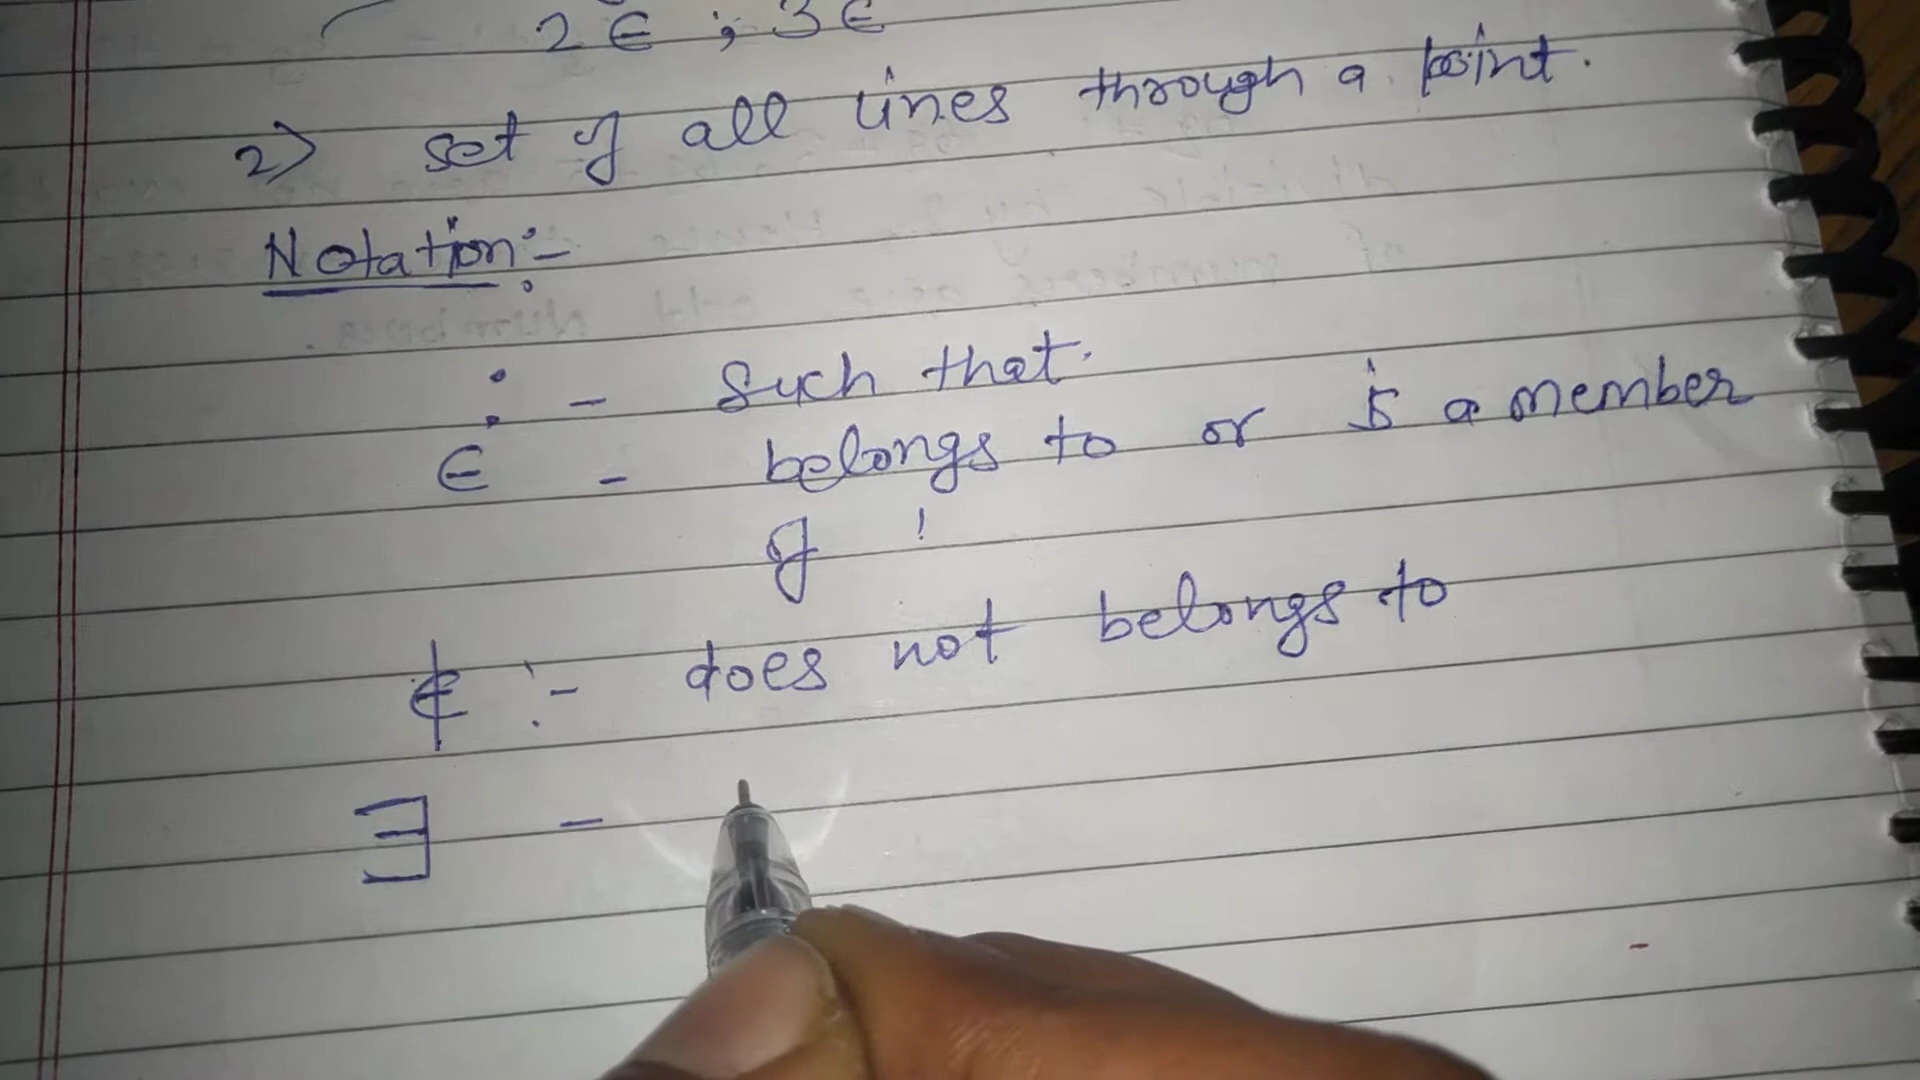 2 ∈ ; 3 ∈
2) set of all lines through a point.
Notation:-
: - Such that.
∈ - belongs to or is a member
of
∉ :- does not belongs to
∃ -